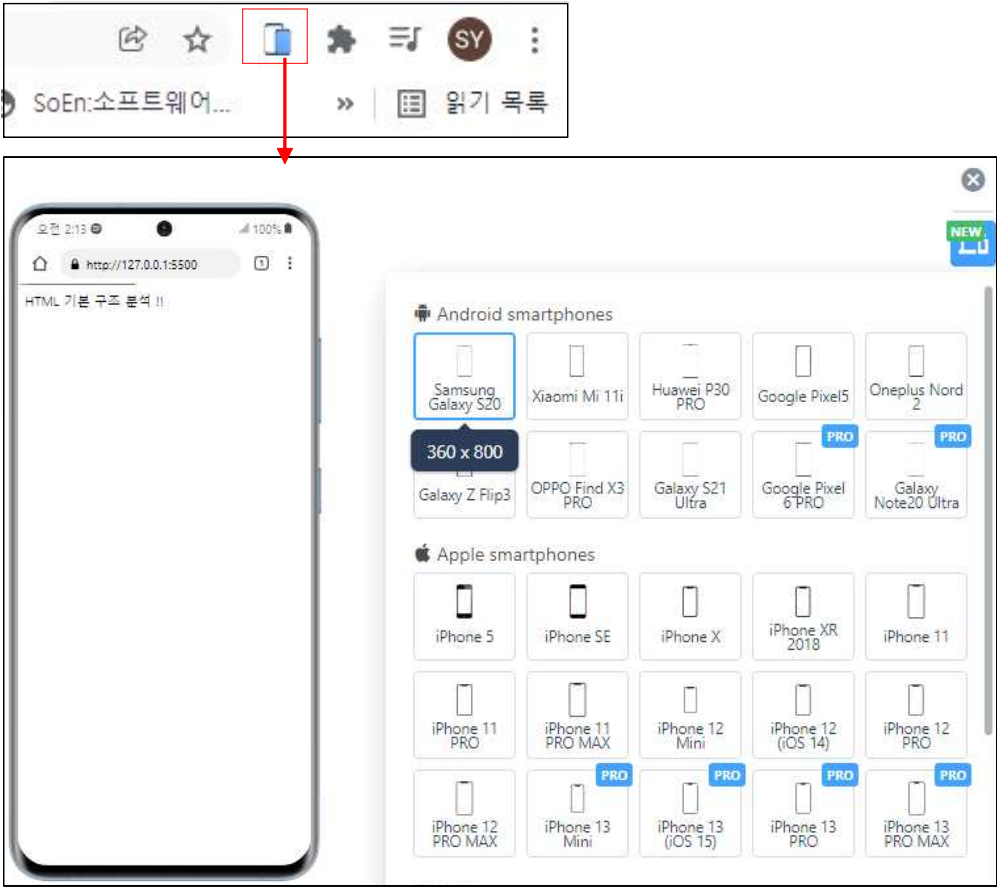 SY
SoEn:소프트웨어...
»
읽기 목록
오전 2:13
100%
http://127.0.0.1:5500
1
HTML 기본 구조 분석 !!
NEW
Android smartphones
Samsung
Galaxy S20
Xiaomi Mi 11i
Huawei P30
PRO
Google Pixel5
Oneplus Nord
2
360 x 800
Galaxy Z Flip3
OPPO Find X3
PRO
Galaxy S21
Ultra
PRO
Google Pixel
6 PRO
PRO
Galaxy
Note20 Ultra
Apple smartphones
iPhone 5
iPhone SE
iPhone X
iPhone XR
2018
iPhone 11
iPhone 11
PRO
iPhone 11
PRO MAX
iPhone 12
Mini
iPhone 12
(iOS 14)
iPhone 12
PRO
iPhone 12
PRO MAX
PRO
iPhone 13
Mini
PRO
iPhone 13
(iOS 15)
PRO
iPhone 13
PRO
PRO
iPhone 13
PRO MAX